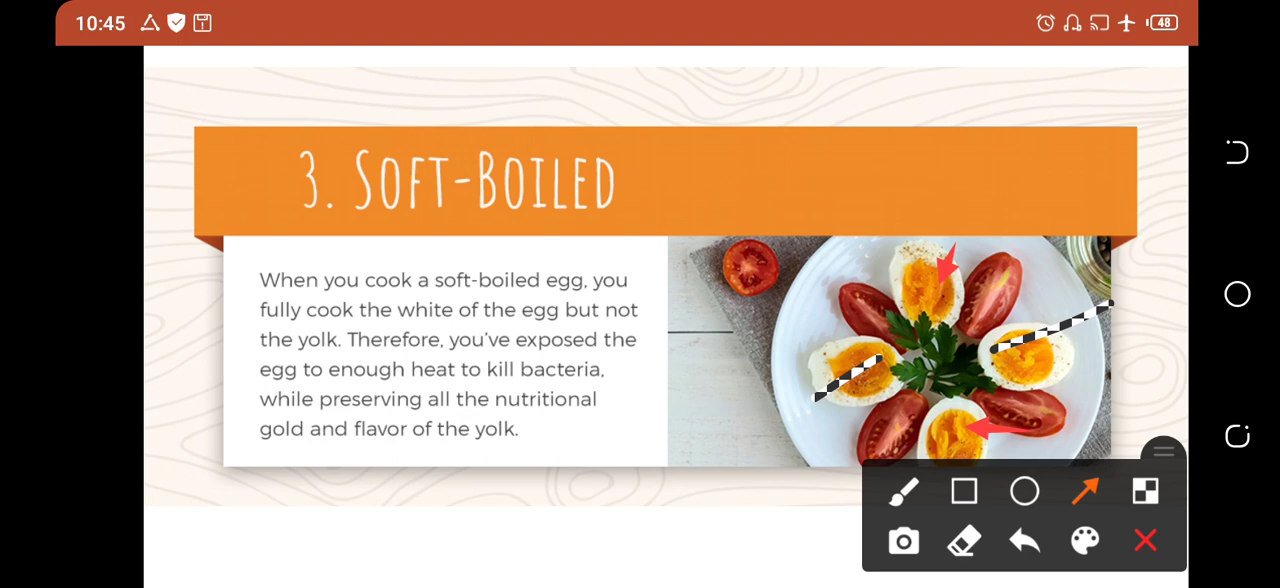 10:45
48
3. SOFT-BOILED
When you cook a soft-boiled egg, you
fully cook the white of the egg but not
the yolk. Therefore, you’ve exposed the
egg to enough heat to kill bacteria,
while preserving all the nutritional
gold and flavor of the yolk.